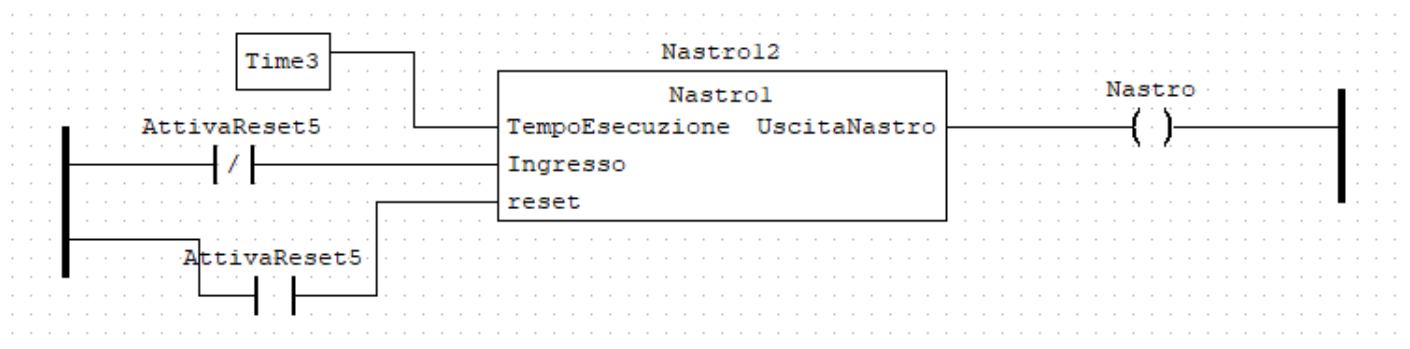 Time3
Nastro12
Nastro1
Nastro
AttivaReset5
TempoEsecuzione UscitaNastro
/
Ingresso
reset
AttivaReset5